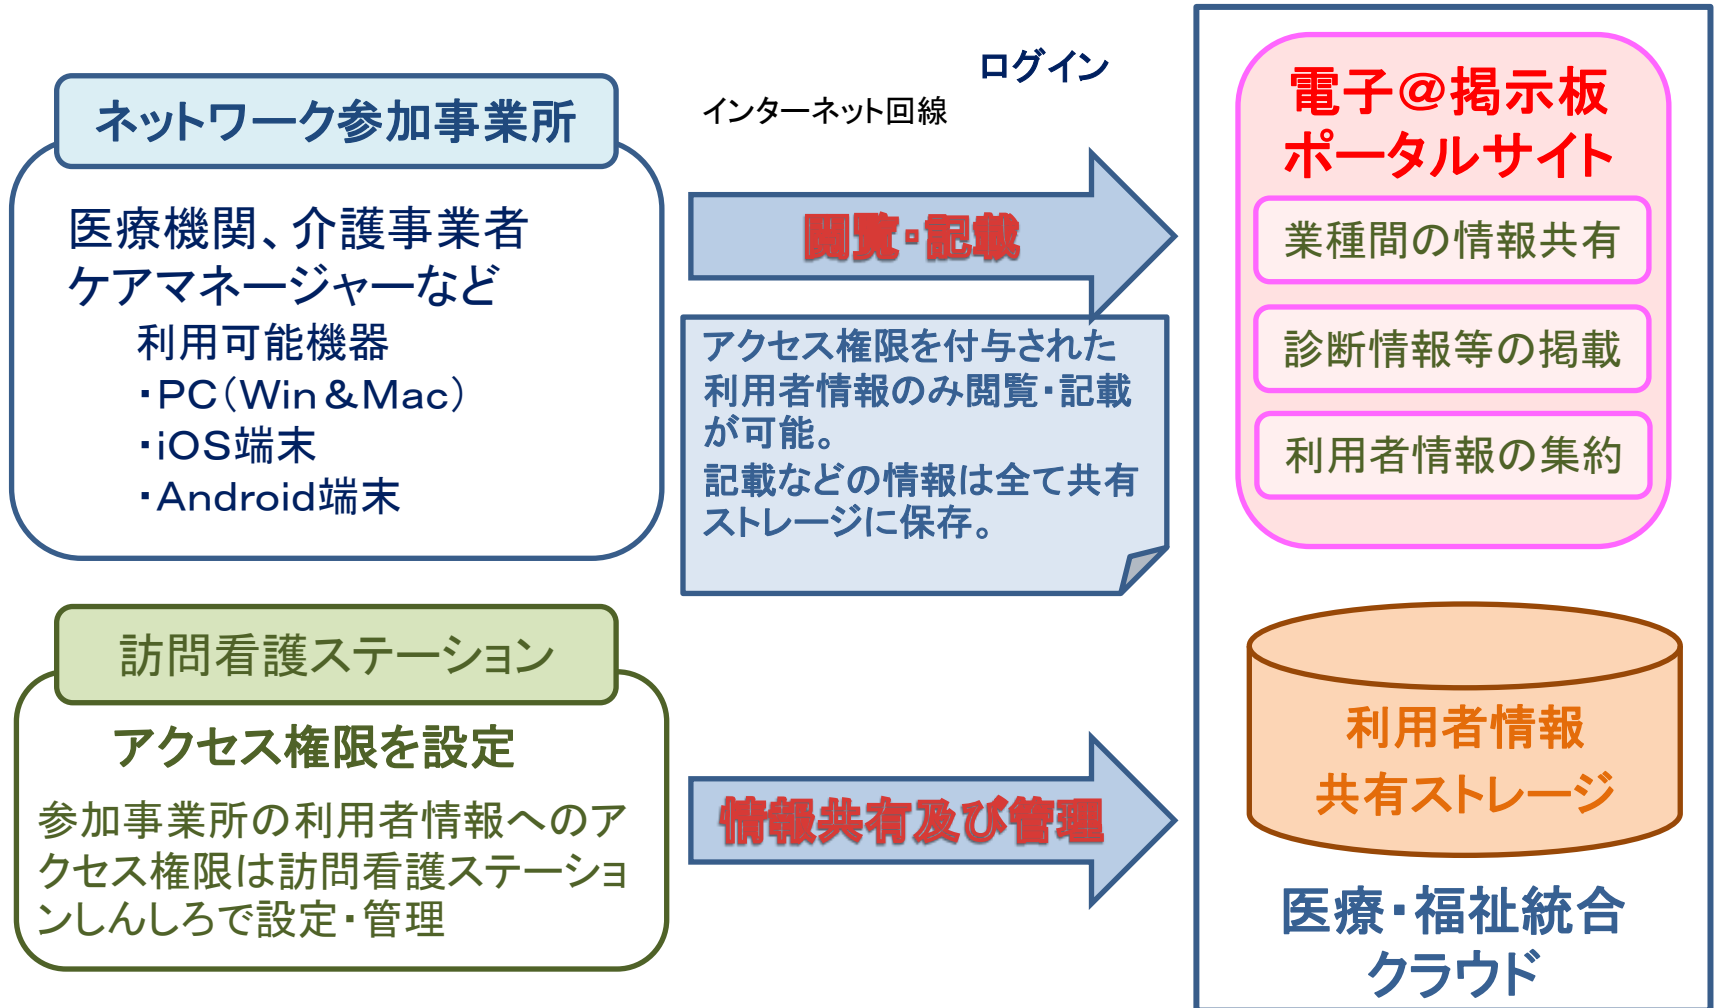 ネットワーク参加事業所
医療機関、介護事業者
ケアマネージャーなど
利用可能機器
・PC(Win&Mac)
・iOS端末
・Android端末
訪問看護ステーション
アクセス権限を設定
参加事業所の利用者情報へのア
クセス権限は訪問看護ステーショ
ンしんしろで設定・管理
ログイン
インターネット回線
閲覧・記載
アクセス権限を付与された
利用者情報のみ閲覧・記載
が可能。
記載などの情報は全て共有
ストレージに保存。
情報共有及び管理
電子@掲示板
ポータルサイト
業種間の情報共有
診断情報等の掲載
利用者情報の集約
利用者情報
共有ストレージ
医療・福祉統合
クラウド